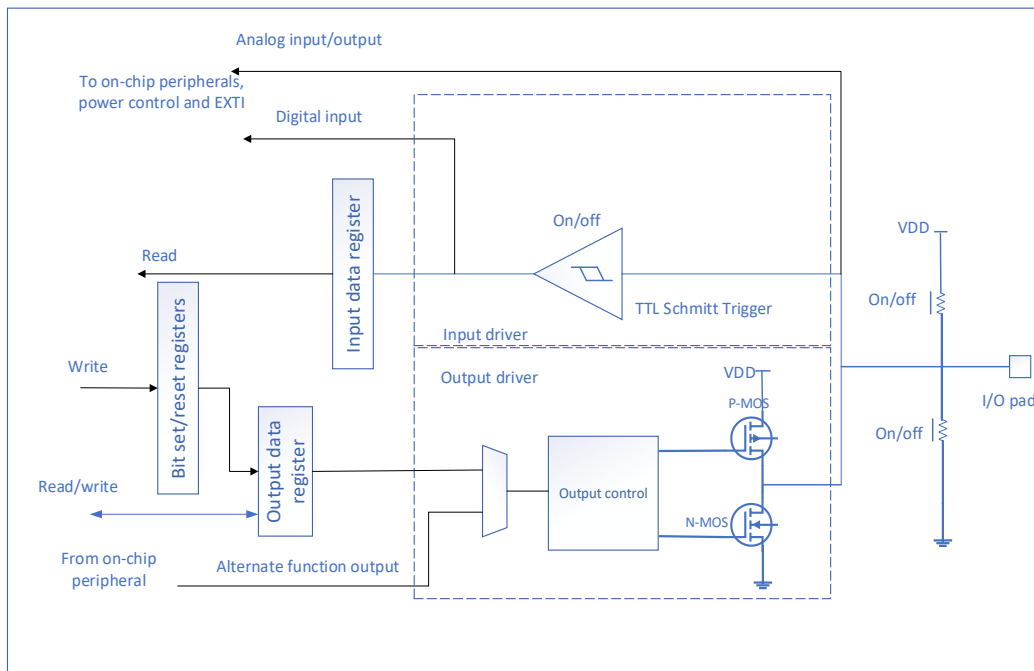 Analog input/output
To on-chip peripherals,
power control and EXTI
Digital input
On/off
VDD
Read
Input data register
TTL Schmitt Trigger
On/off
Bit set/reset registers
Input driver
Write
Output driver
VDD
P-MOS
I/O pad
On/off
Output data
register
Read/write
Output control
N-MOS
From on-chip
peripheral
Alternate function output